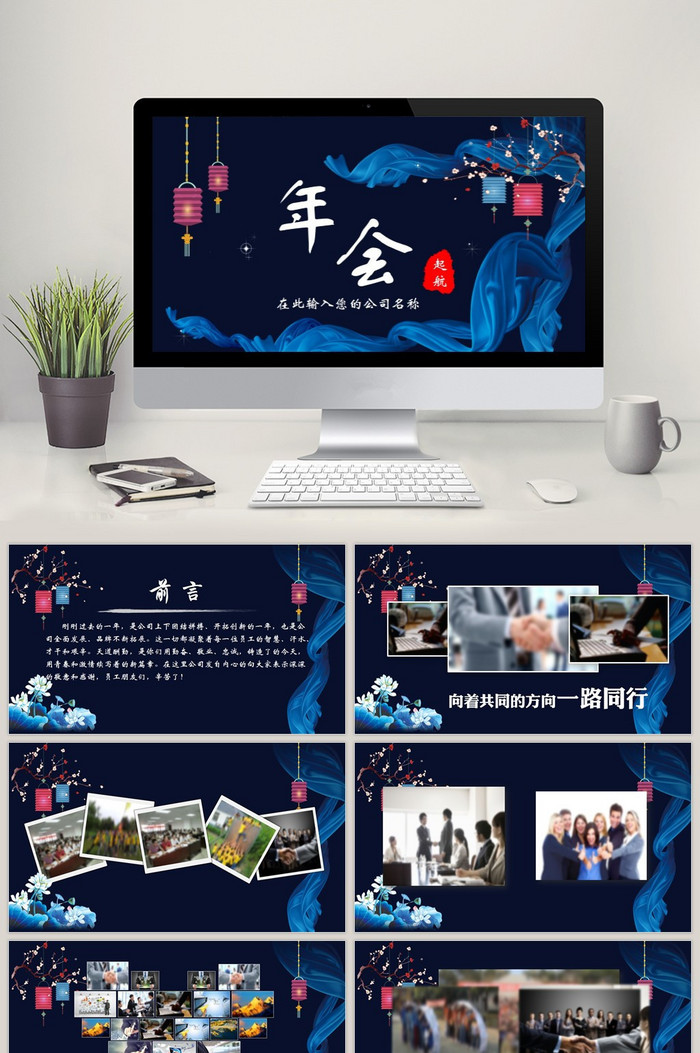 年会
起航
在此输入您的公司名称
前言
刚刚过去的一年，是公司上下团结拼搏、开拓创新的一年，也是公
司全面发展、品牌不断拓展。这一切都凝聚着每一位员工的智慧，汗水，
才干和艰辛。天道酬勤，是你们用勤奋、敬业、忠诚，铸造了的今天，
用青春和激情续写着的新篇章。在这里公司发自内心的向大家表示深深
的敬意和感谢，员工朋友们，辛苦了！
向着共同的方向一路同行